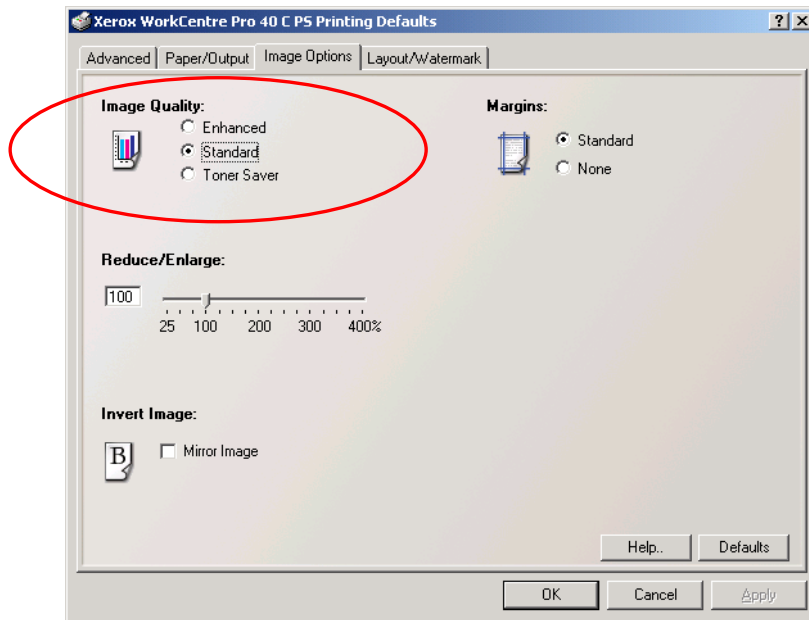 Xerox WorkCentre Pro 40 C PS Printing Defaults
Advanced Paper/Output Image Options Layout/Watermark
Image Quality:
Enhanced
Standard
Toner Saver
Margins:
Standard
None
Reduce/Enlarge:
100
25 100 200 300 400%
Invert Image:
B
Mirror Image
Help.. Defaults
OK Cancel Apply